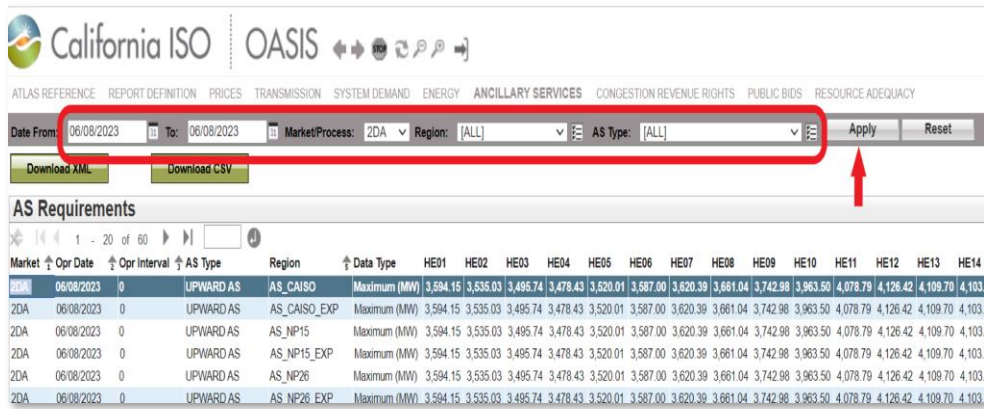 California ISO OASIS STOP
ATLAS REFERENCE REPORT DEFINITION PRICES TRANSMISSION SYSTEM DEMAND ENERGY ANCILLARY SERVICES CONGESTION REVENUE RIGHTS PUBLIC BIDS RESOURCE ADEQUACY
Date From: 06/08/2023 To: 06/08/2023 Market/Process: 2DA Region: [ALL] AS Type: [ALL] Apply Reset
Download XML Download CSV
AS Requirements
1 - 20 of 60
Market Opr Date Opr Interval AS Type Region Data Type HE01 HE02 HE03 HE04 HE05 HE06 HE07 HE08 HE09 HE10 HE11 HE12 HE13 HE14
2DA 06/08/2023 0 UPWARD AS AS_CAISO Maximum (MW) 3,594.15 3,535.03 3,495.74 3,478.43 3,520.01 3,587.00 3,620.39 3,661.04 3,742.98 3,963.50 4,078.79 4,126.42 4,109.70 4,103.
2DA 06/08/2023 0 UPWARD AS AS_CAISO_EXP Maximum (MW) 3,594.15 3,535.03 3,495.74 3,478.43 3,520.01 3,587.00 3,620.39 3,661.04 3,742.98 3,963.50 4,078.79 4,126.42 4,109.70 4,103.
2DA 06/08/2023 0 UPWARD AS AS_NP15 Maximum (MW) 3,594.15 3,535.03 3,495.74 3,478.43 3,520.01 3,587.00 3,620.39 3,661.04 3,742.98 3,963.50 4,078.79 4,126.42 4,109.70 4,103.
2DA 06/08/2023 0 UPWARD AS AS_NP15_EXP Maximum (MW) 3,594.15 3,535.03 3,495.74 3,478.43 3,520.01 3,587.00 3,620.39 3,661.04 3,742.98 3,963.50 4,078.79 4,126.42 4,109.70 4,103.
2DA 06/08/2023 0 UPWARD AS AS_NP26 Maximum (MW) 3,594.15 3,535.03 3,495.74 3,478.43 3,520.01 3,587.00 3,620.39 3,661.04 3,742.98 3,963.50 4,078.79 4,126.42 4,109.70 4,103.
2DA 06/08/2023 0 UPWARD AS AS_NP26_EXP Maximum (MW) 3,594.15 3,535.03 3,495.74 3,478.43 3,520.01 3,587.00 3,620.39 3,661.04 3,742.98 3,963.50 4,078.79 4,126.42 4,109.70 4,103.